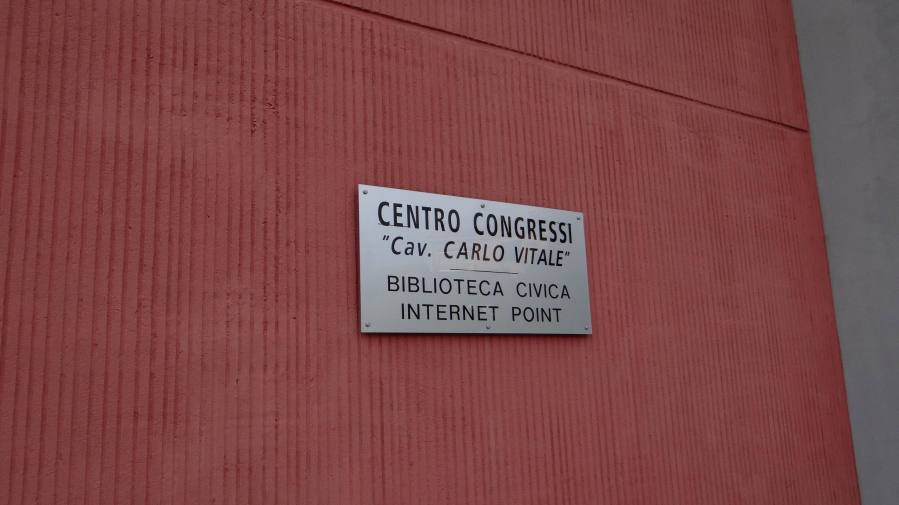 CENTRO CONGRESSI
"Cav. CARLO VITALE"
BIBLIOTECA CIVICA
INTERNET POINT